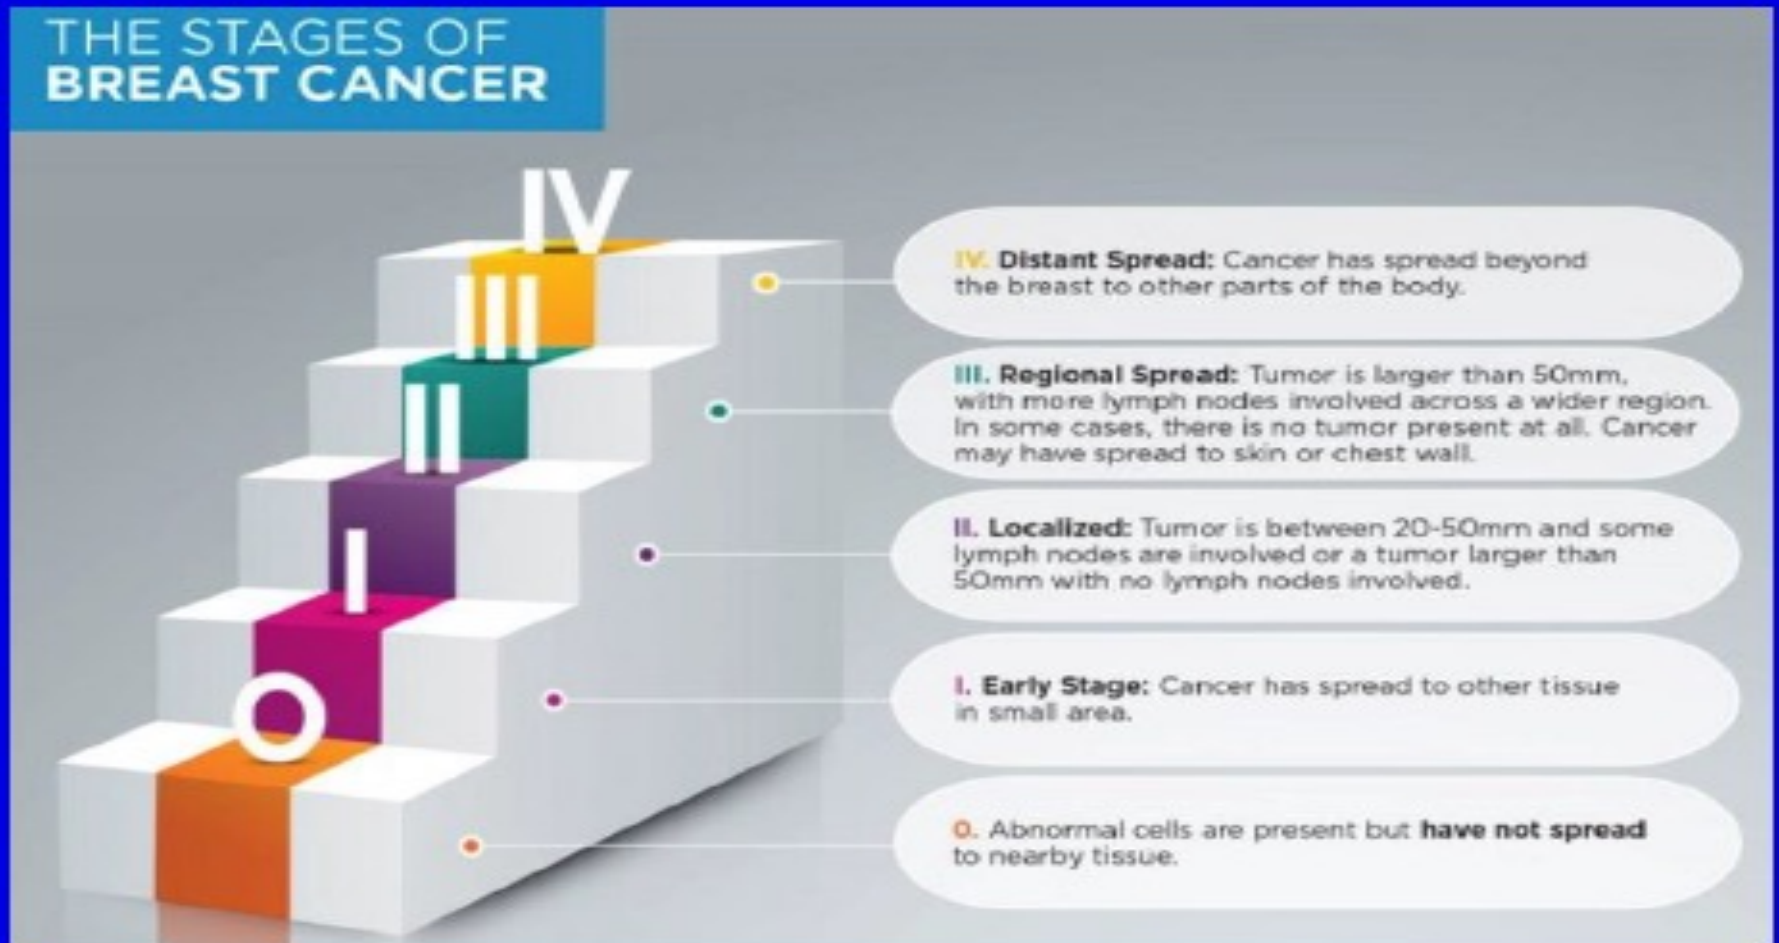 THE STAGES OF
BREAST CANCER
IV
III
II
I
O
IV. Distant Spread: Cancer has spread beyond
the breast to other parts of the body.
III. Regional Spread: Tumor is larger than 50mm,
with more lymph nodes involved across a wider region.
In some cases, there is no tumor present at all. Cancer
may have spread to skin or chest wall.
II. Localized: Tumor is between 20-50mm and some
lymph nodes are involved or a tumor larger than
50mm with no lymph nodes involved.
I. Early Stage: Cancer has spread to other tissue
in small area.
0. Abnormal cells are present but have not spread
to nearby tissue.